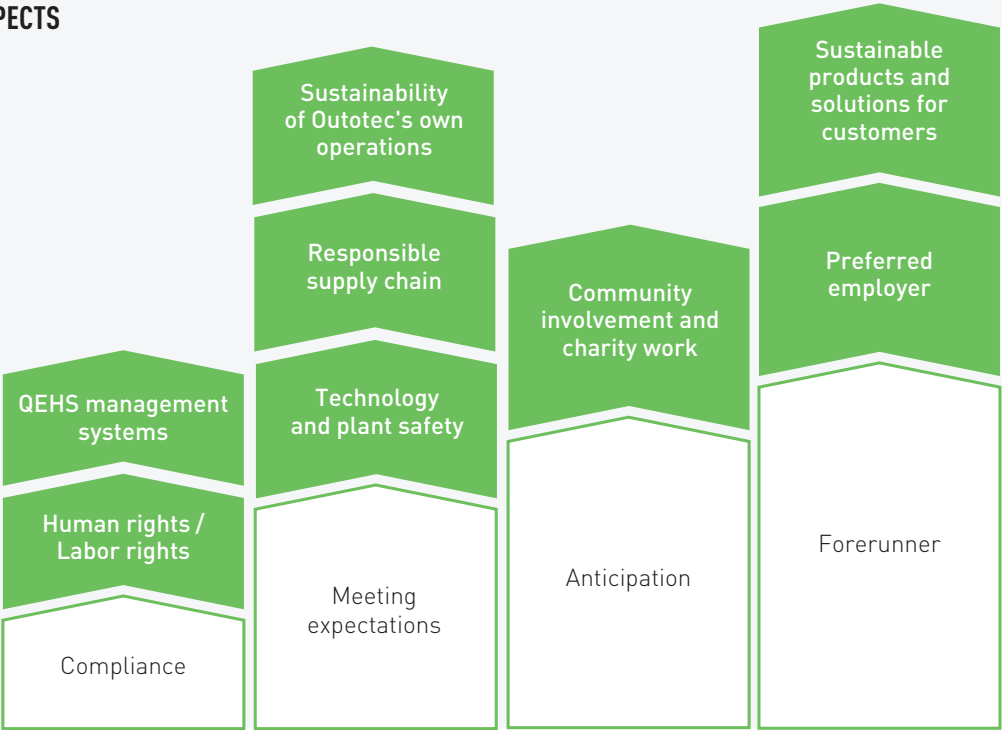 PECTS
QEHS management
systems
Human rights /
Labor rights
Compliance
Sustainability
of Outotec's own
operations
Responsible
supply chain
Technology
and plant safety
Meeting
expectations
Community
involvement and
charity work
Anticipation
Sustainable
products and
solutions for
customers
Preferred
employer
Forerunner